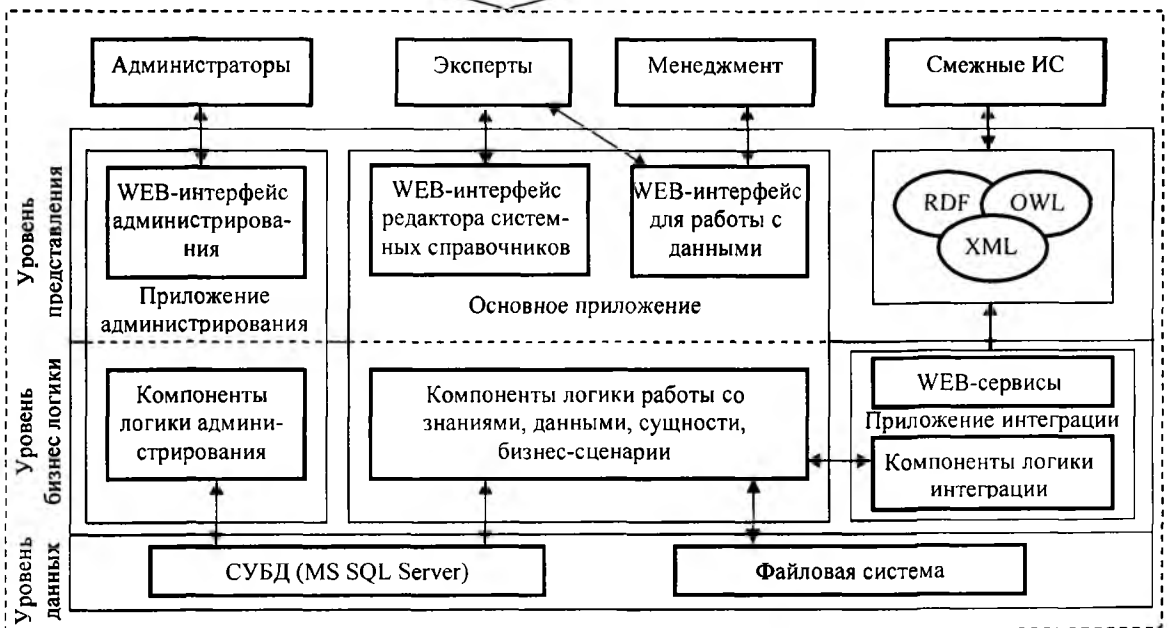 Администраторы
Эксперты
Менеджмент
Смежные ИС
Уровень
представления
WEB-интерфейс
администрирова-
ния
Приложение
администрирования
WEB-интерфейс
редактора систем-
ных справочников
WEB-интерфейс
для работы с
данными
Основное приложение
RDF
OWL
XML
Уровень
бизнес логики
Компоненты
логики админи-
стрирования
Компоненты логики работы со
знаниями, данными, сущности,
бизнес-сценарии
WEB-сервисы
Приложение интеграции
Компоненты логики
интеграции
Уровень
данных
СУБД (MS SQL Server)
Файловая система